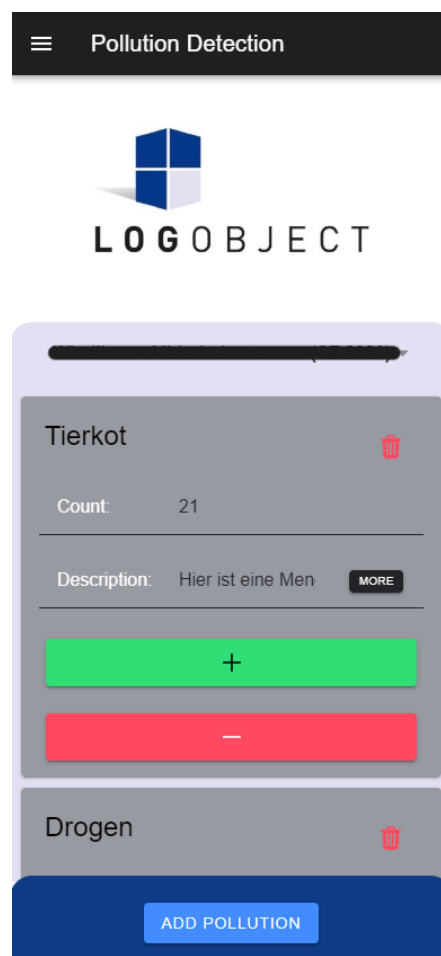 Pollution Detection
LOGOBJECT
Tierkot
Count: 21
Description: Hier ist eine Men MORE
+
–
Drogen
ADD POLLUTION